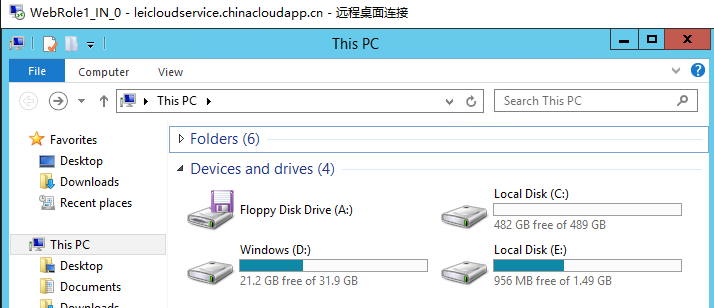 WebRole1_IN_0 - leicloudservice.chinacloudapp.cn - 远程桌面连接
This PC
File Computer View
This PC Search This PC
Favorites
Desktop
Downloads
Recent places
This PC
Desktop
Documents
Downloads
Folders (6)
Devices and drives (4)
Floppy Disk Drive (A:)
Local Disk (C:)
482 GB free of 489 GB
Windows (D:)
21.2 GB free of 31.9 GB
Local Disk (E:)
956 MB free of 1.49 GB